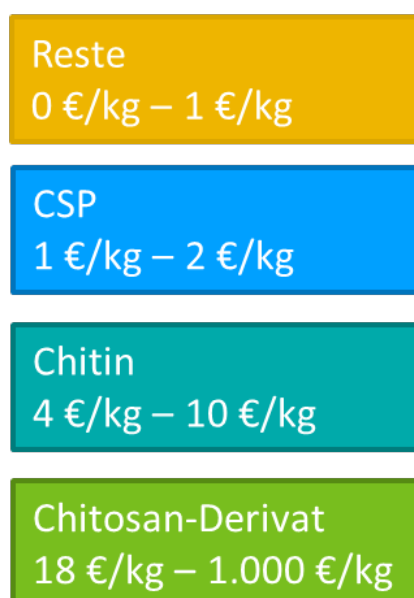 Reste
0 €/kg – 1 €/kg
CSP
1 €/kg – 2 €/kg
Chitin
4 €/kg – 10 €/kg
Chitosan-Derivat
18 €/kg – 1.000 €/kg